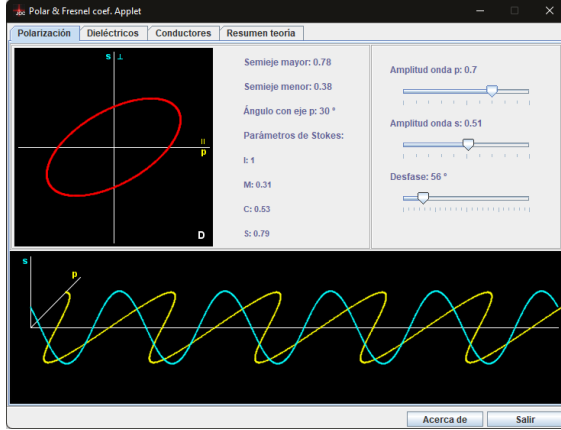 Polar & Fresnel coef. Applet
Polarización Dieléctricos Conductores Resumen teoría
s ⊥
Semieje mayor: 0.78
Semieje menor: 0.38
Ángulo con eje p: 30 °
Parámetros de Stokes:
I: 1
M: 0.31
C: 0.53
S: 0.79
=
p
D
Amplitud onda p: 0.7
Amplitud onda s: 0.51
Desfase: 56 °
s
p
Acerca de Salir